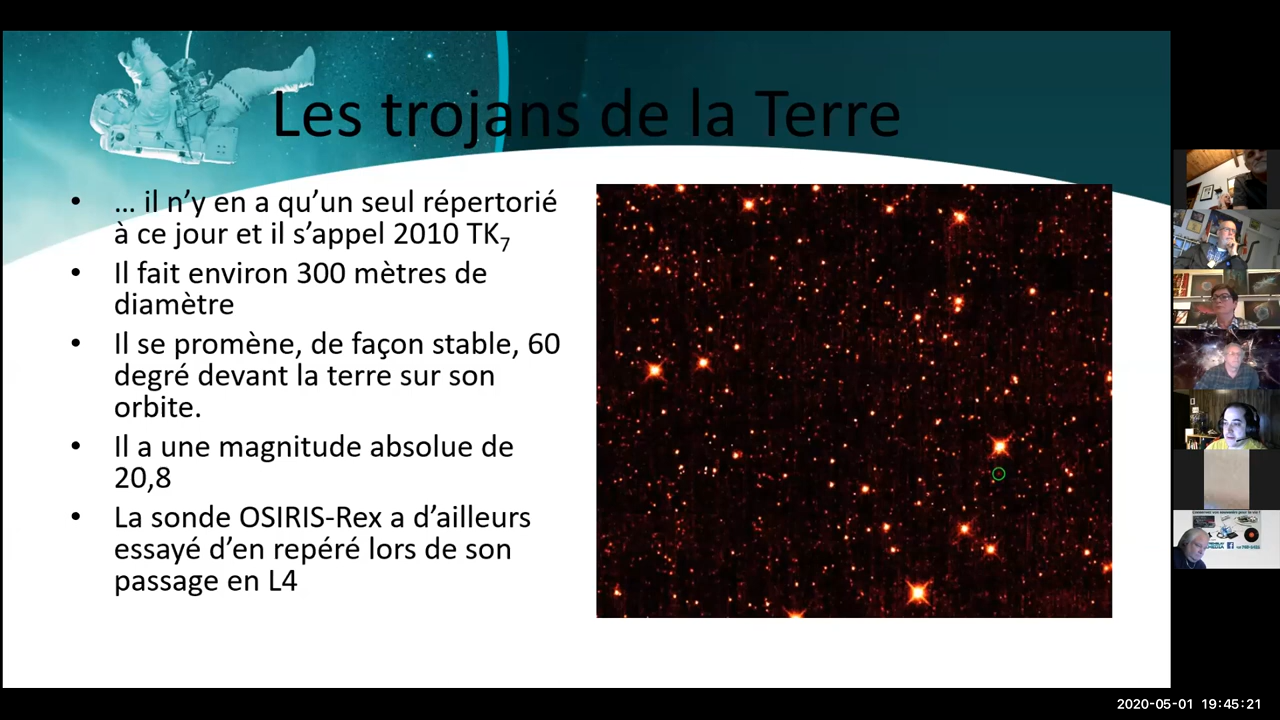 Les trojans de la Terre
• … il n’y en a qu’un seul répertorié
à ce jour et il s’appel 2010 TK₇
• Il fait environ 300 mètres de
diamètre
• Il se promène, de façon stable, 60
degré devant la terre sur son
orbite.
• Il a une magnitude absolue de
20,8
• La sonde OSIRIS-Rex a d’ailleurs
essayé d’en repéré lors de son
passage en L4
2020-05-01 19:45:21